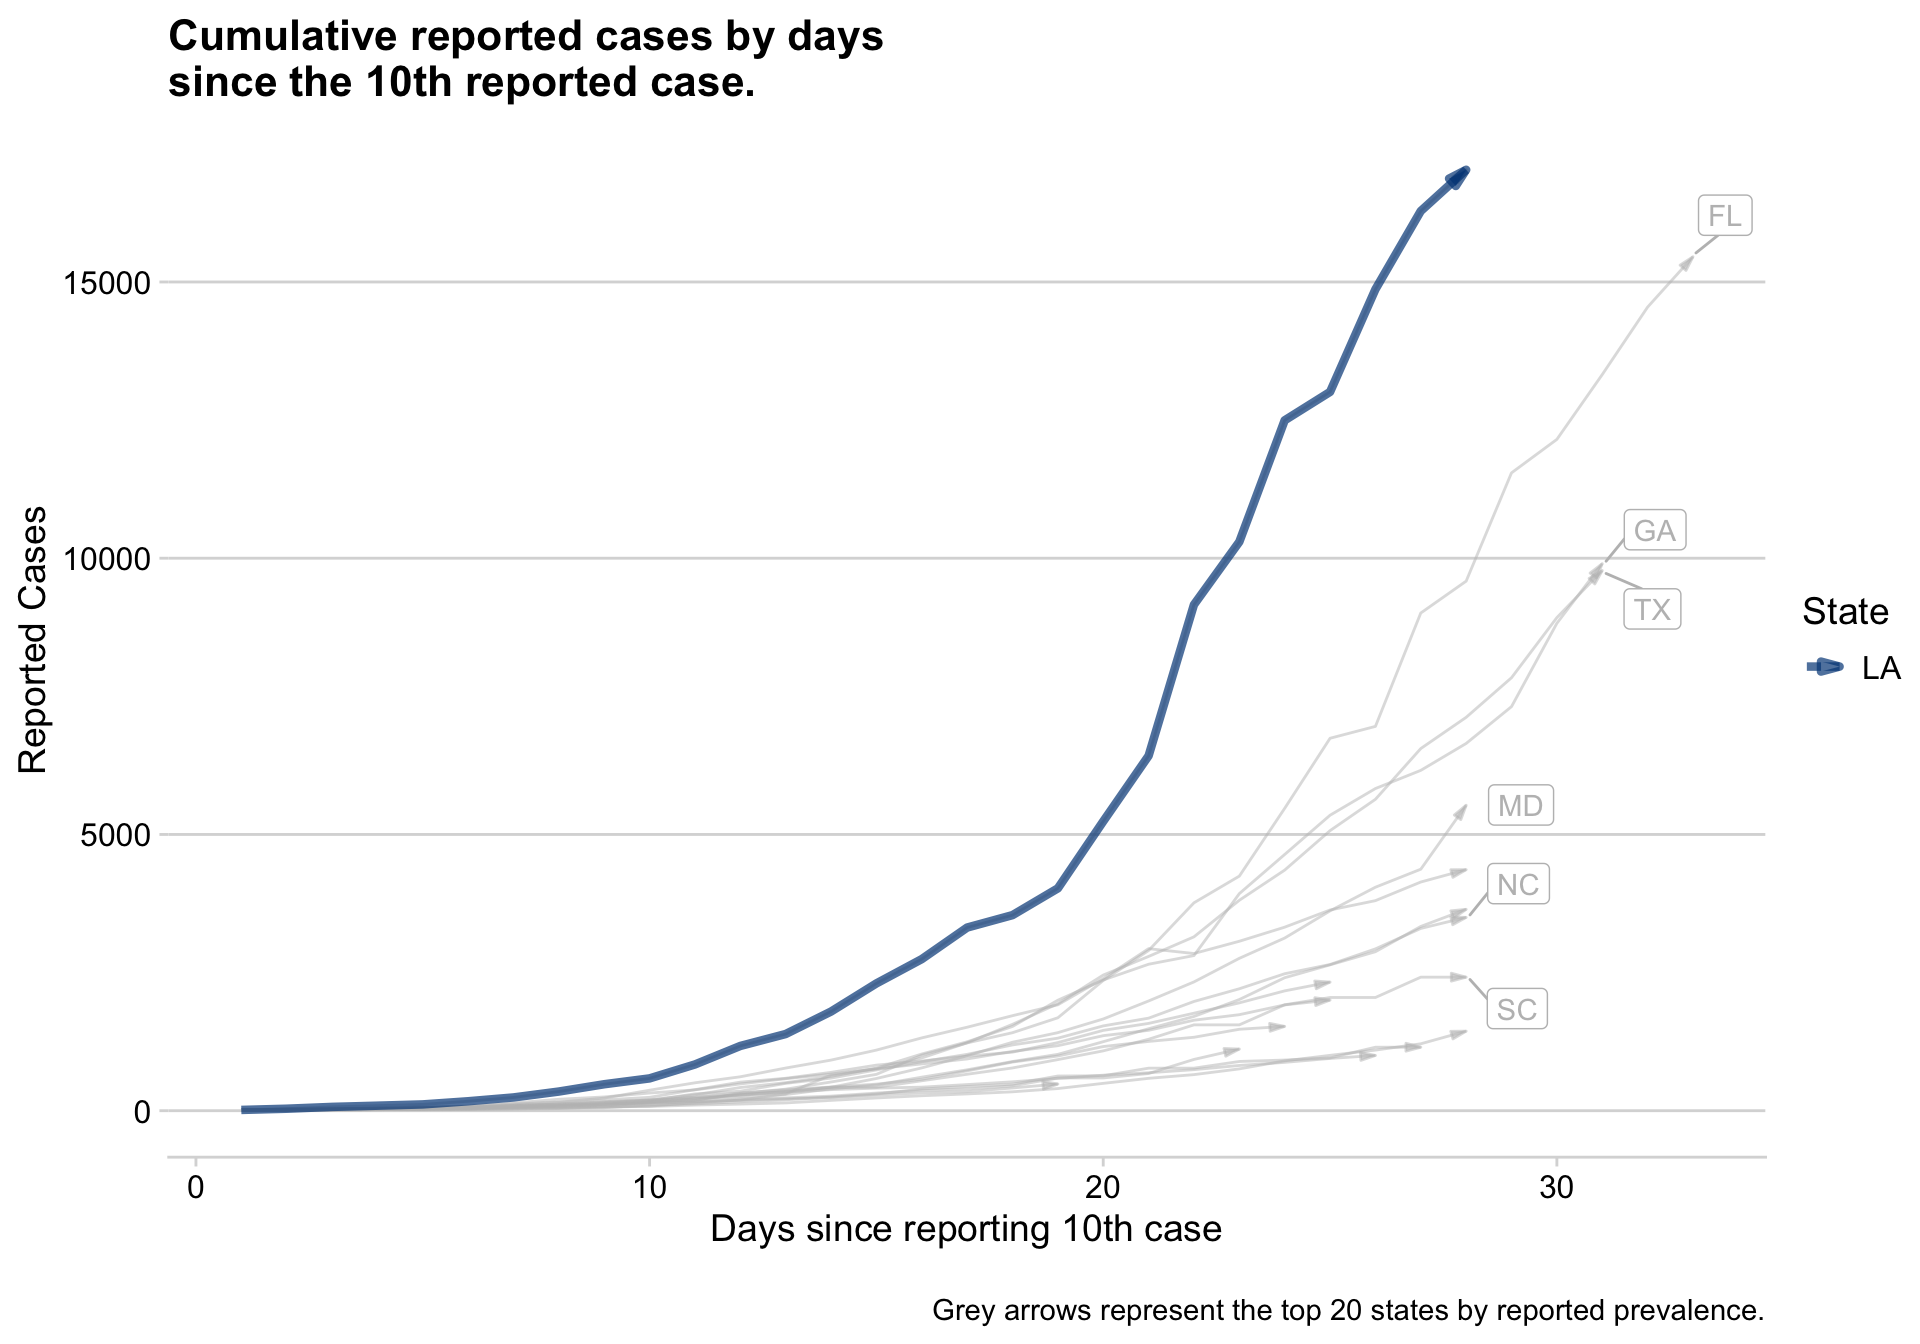 Cumulative reported cases by days
since the 10th reported case.
FL
15000
GA
10000
TX
Reported Cases
State
LA
MD
5000
NC
SC
0
0 10 20 30
Days since reporting 10th case
Grey arrows represent the top 20 states by reported prevalence.